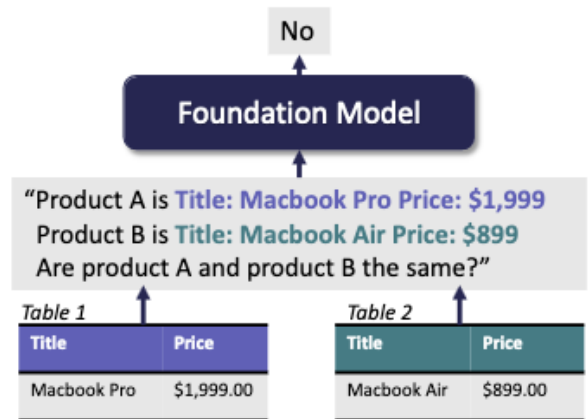 No
Foundation Model
“Product A is Title: Macbook Pro Price: $1,999
Product B is Title: Macbook Air Price: $899
Are product A and product B the same?”
Table 1
Title Price
Macbook Pro $1,999.00
Table 2
Title Price
Macbook Air $899.00